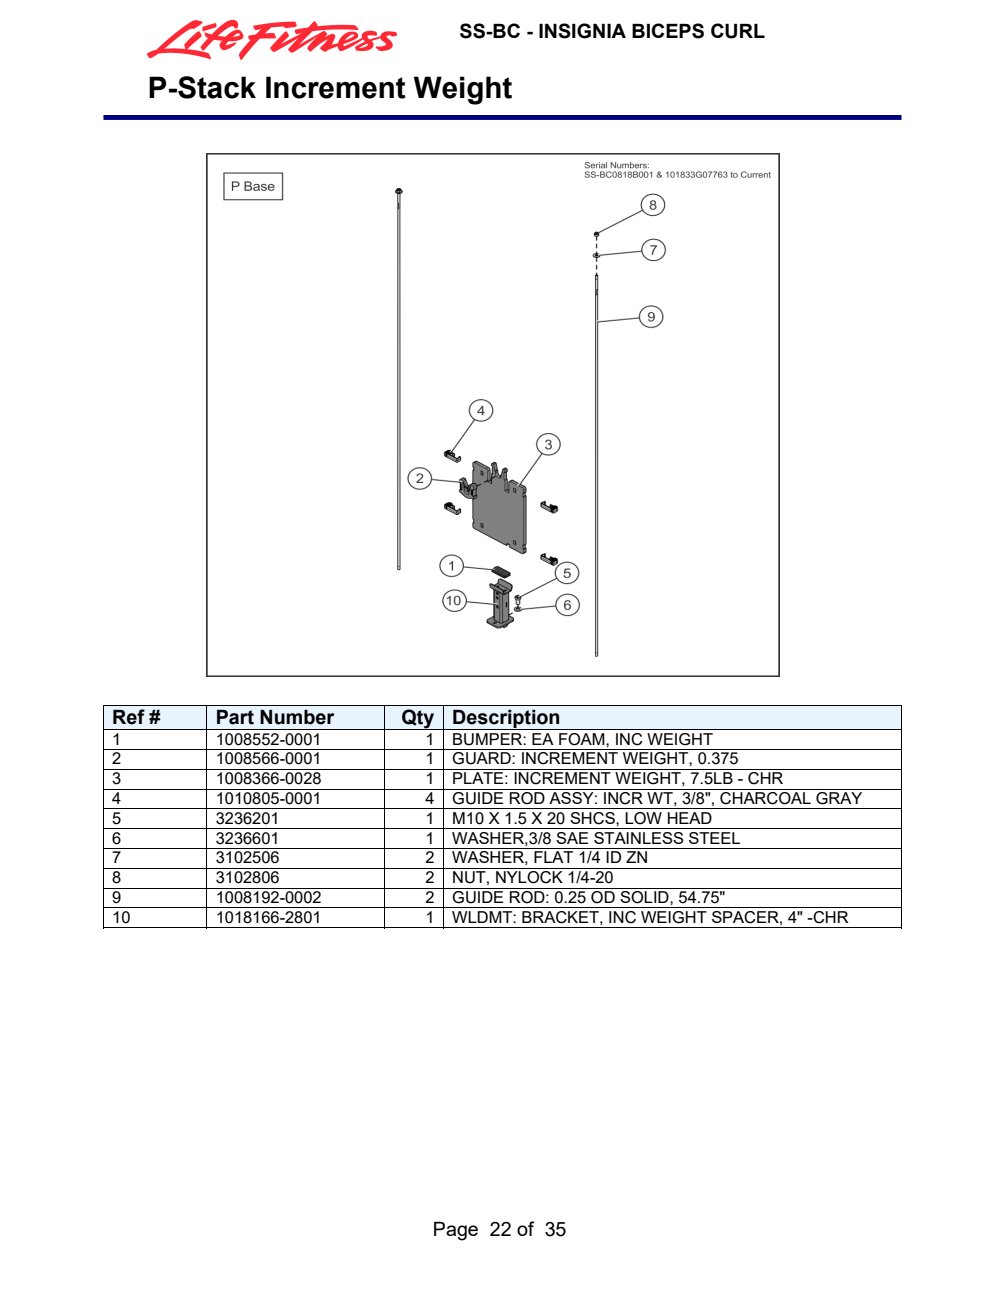 Life Fitness
SS-BC - INSIGNIA BICEPS CURL
P-Stack Increment Weight
Serial Numbers:
SS-BC0818B001 & 101833G07763 to Current
P Base
8
7
9
4
3
2
1
5
10
6
Ref # Part Number Qty Description
1 1008552-0001 1 BUMPER: EA FOAM, INC WEIGHT
2 1008566-0001 1 GUARD: INCREMENT WEIGHT, 0.375
3 1008366-0028 1 PLATE: INCREMENT WEIGHT, 7.5LB - CHR
4 1010805-0001 4 GUIDE ROD ASSY: INCR WT, 3/8", CHARCOAL GRAY
5 3236201 1 M10 X 1.5 X 20 SHCS, LOW HEAD
6 3236601 1 WASHER,3/8 SAE STAINLESS STEEL
7 3102506 2 WASHER, FLAT 1/4 ID ZN
8 3102806 2 NUT, NYLOCK 1/4-20
9 1008192-0002 2 GUIDE ROD: 0.25 OD SOLID, 54.75"
10 1018166-2801 1 WLDMT: BRACKET, INC WEIGHT SPACER, 4" -CHR
Page 22 of 35